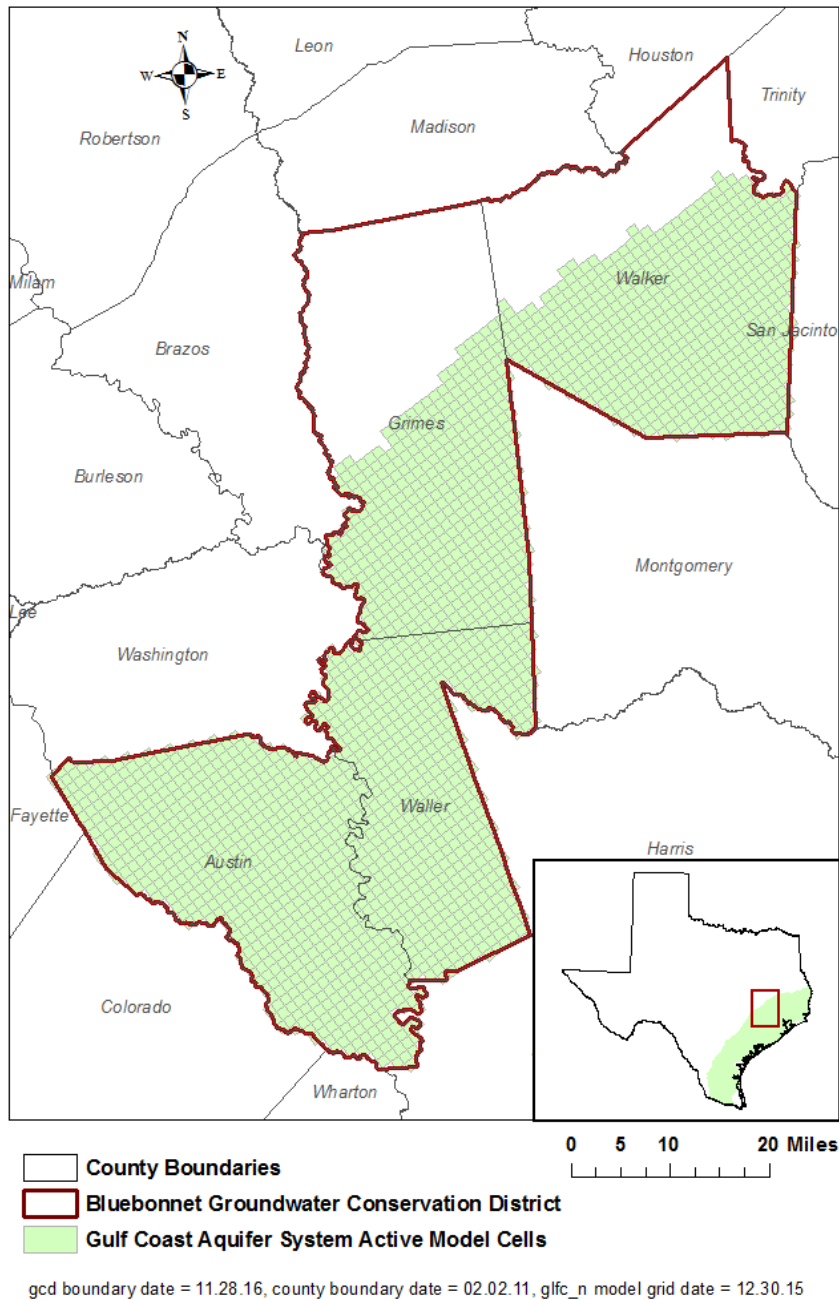 Leon
Houston
Trinity
N
W E
S
Madison
Robertson
Walker
Milam
San Jacinto
Brazos
Grimes
Burleson
Montgomery
Lee
Washington
Waller
Fayette
Harris
Austin
Colorado
Wharton
0 5 10 20 Miles
County Boundaries
Bluebonnet Groundwater Conservation District
Gulf Coast Aquifer System Active Model Cells
gcd boundary date = 11.28.16, county boundary date = 02.02.11, glfc_n model grid date = 12.30.15